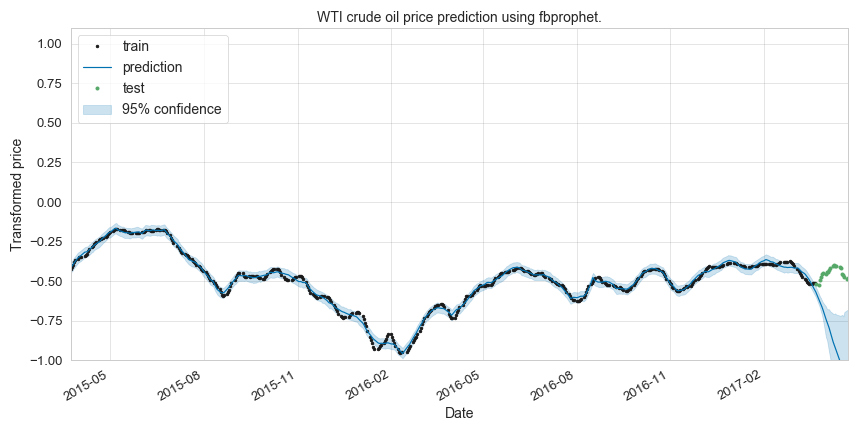 WTI crude oil price prediction using fbprophet.
train
prediction
test
95% confidence
1.00
0.75
0.50
0.25
0.00
−0.25
−0.50
−0.75
−1.00
Transformed price
2015-05
2015-08
2015-11
2016-02
2016-05
2016-08
2016-11
2017-02
Date